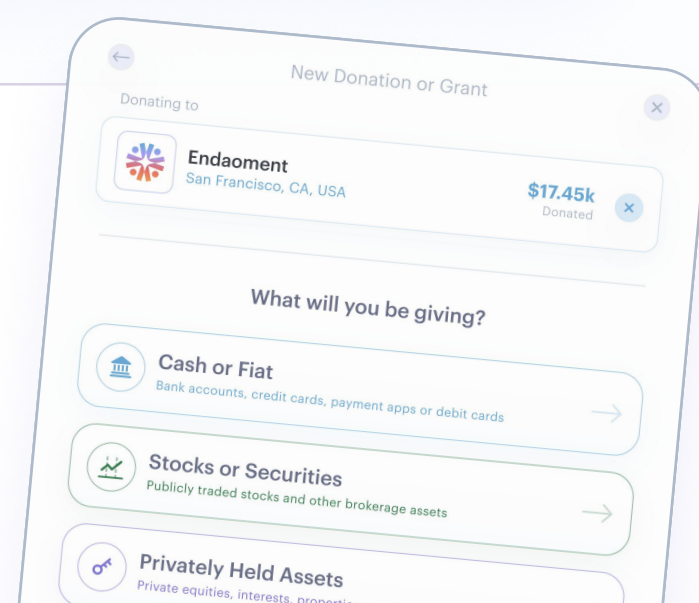 New Donation or Grant
Donating to
Endaoment
San Francisco, CA, USA
$17.45k
Donated
What will you be giving?
Cash or Fiat
Bank accounts, credit cards, payment apps or debit cards
Stocks or Securities
Publicly traded stocks and other brokerage assets
Privately Held Assets
Private equities, interests,